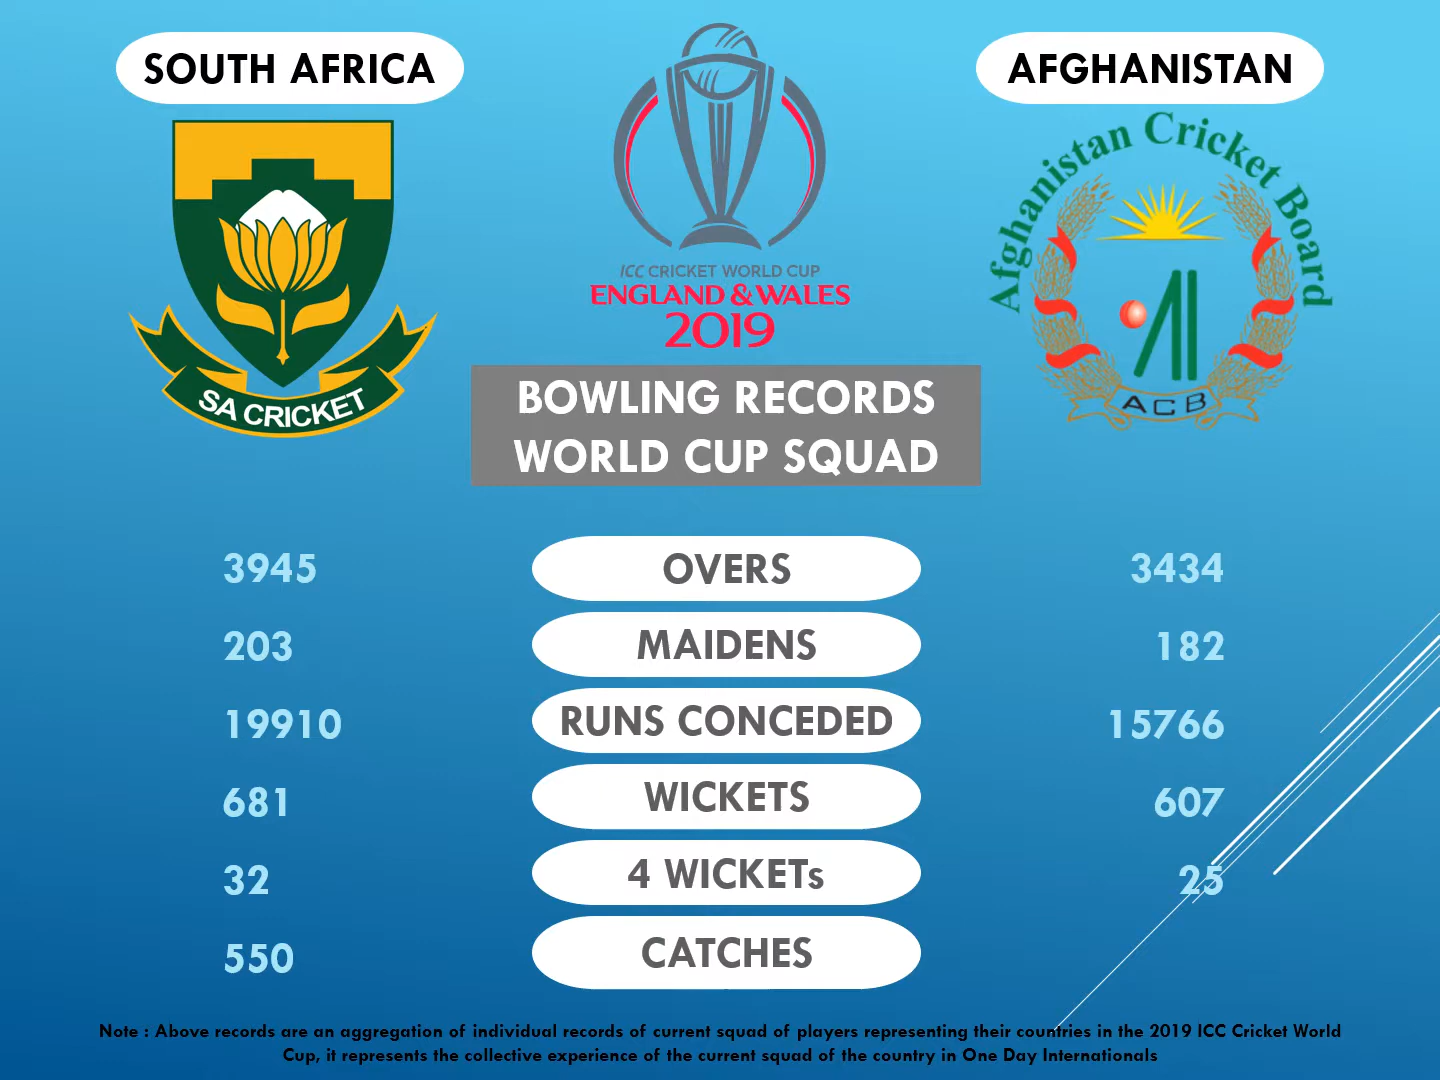 SOUTH AFRICA
AFGHANISTAN
Afghanistan Cricket Board
SA CRICKET
ACB
ICC CRICKET WORLD CUP
ENGLAND & WALES
2019
BOWLING RECORDS
WORLD CUP SQUAD
3945 OVERS 3434
203 MAIDENS 182
19910 RUNS CONCEDED 15766
681 WICKETS 607
32 4 WICKETs 25
550 CATCHES
Note : Above records are an aggregation of individual records of current squad of players representing their countries in the 2019 ICC Cricket World
Cup, it represents the collective experience of the current squad of the country in One Day Internationals